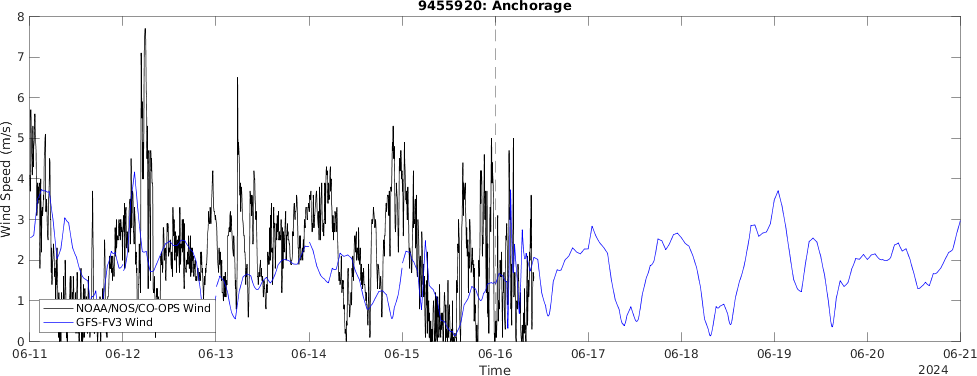 9455920: Anchorage
8
7
6
5
4
3
2
1
0
Wind Speed (m/s)
NOAA/NOS/CO-OPS Wind
GFS-FV3 Wind
06-11 06-12 06-13 06-14 06-15 06-16 06-17 06-18 06-19 06-20 06-21
Time
2024